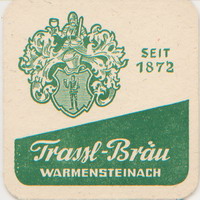 SEIT
1872
Trassl-Bräu
WARMENSTEINACH